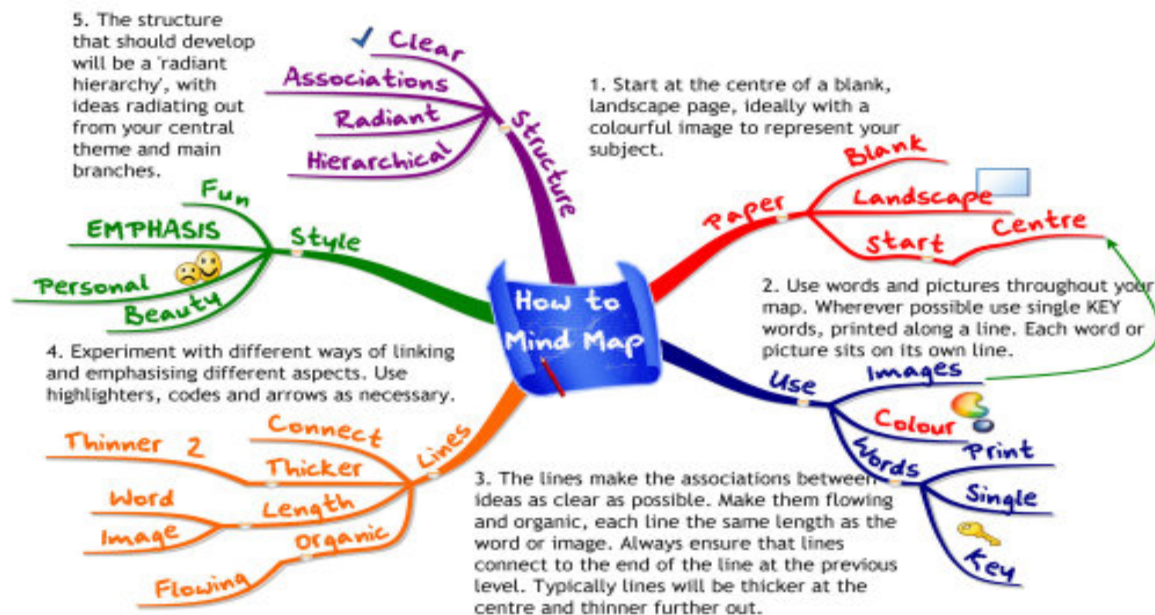 How to
Mind Map
1. Start at the centre of a blank,
landscape page, ideally with a
colourful image to represent your
subject.
Paper
Blank
Landscape
Start
Centre
2. Use words and pictures throughout your
map. Wherever possible use single KEY
words, printed along a line. Each word or
picture sits on its own line.
Use
Images
Colour
Words
Print
Single
Key
3. The lines make the associations between
ideas as clear as possible. Make them flowing
and organic, each line the same length as the
word or image. Always ensure that lines
connect to the end of the line at the previous
level. Typically lines will be thicker at the
centre and thinner further out.
Lines
Connect
Thicker
Thinner 2
Length
Word
Image
Organic
Flowing
4. Experiment with different ways of linking
and emphasising different aspects. Use
highlighters, codes and arrows as necessary.
Style
Fun
EMPHASIS
Personal
Beauty
5. The structure
that should develop
will be a 'radiant
hierarchy', with
ideas radiating out
from your central
theme and main
branches.
Structure
Clear
Associations
Radiant
Hierarchical